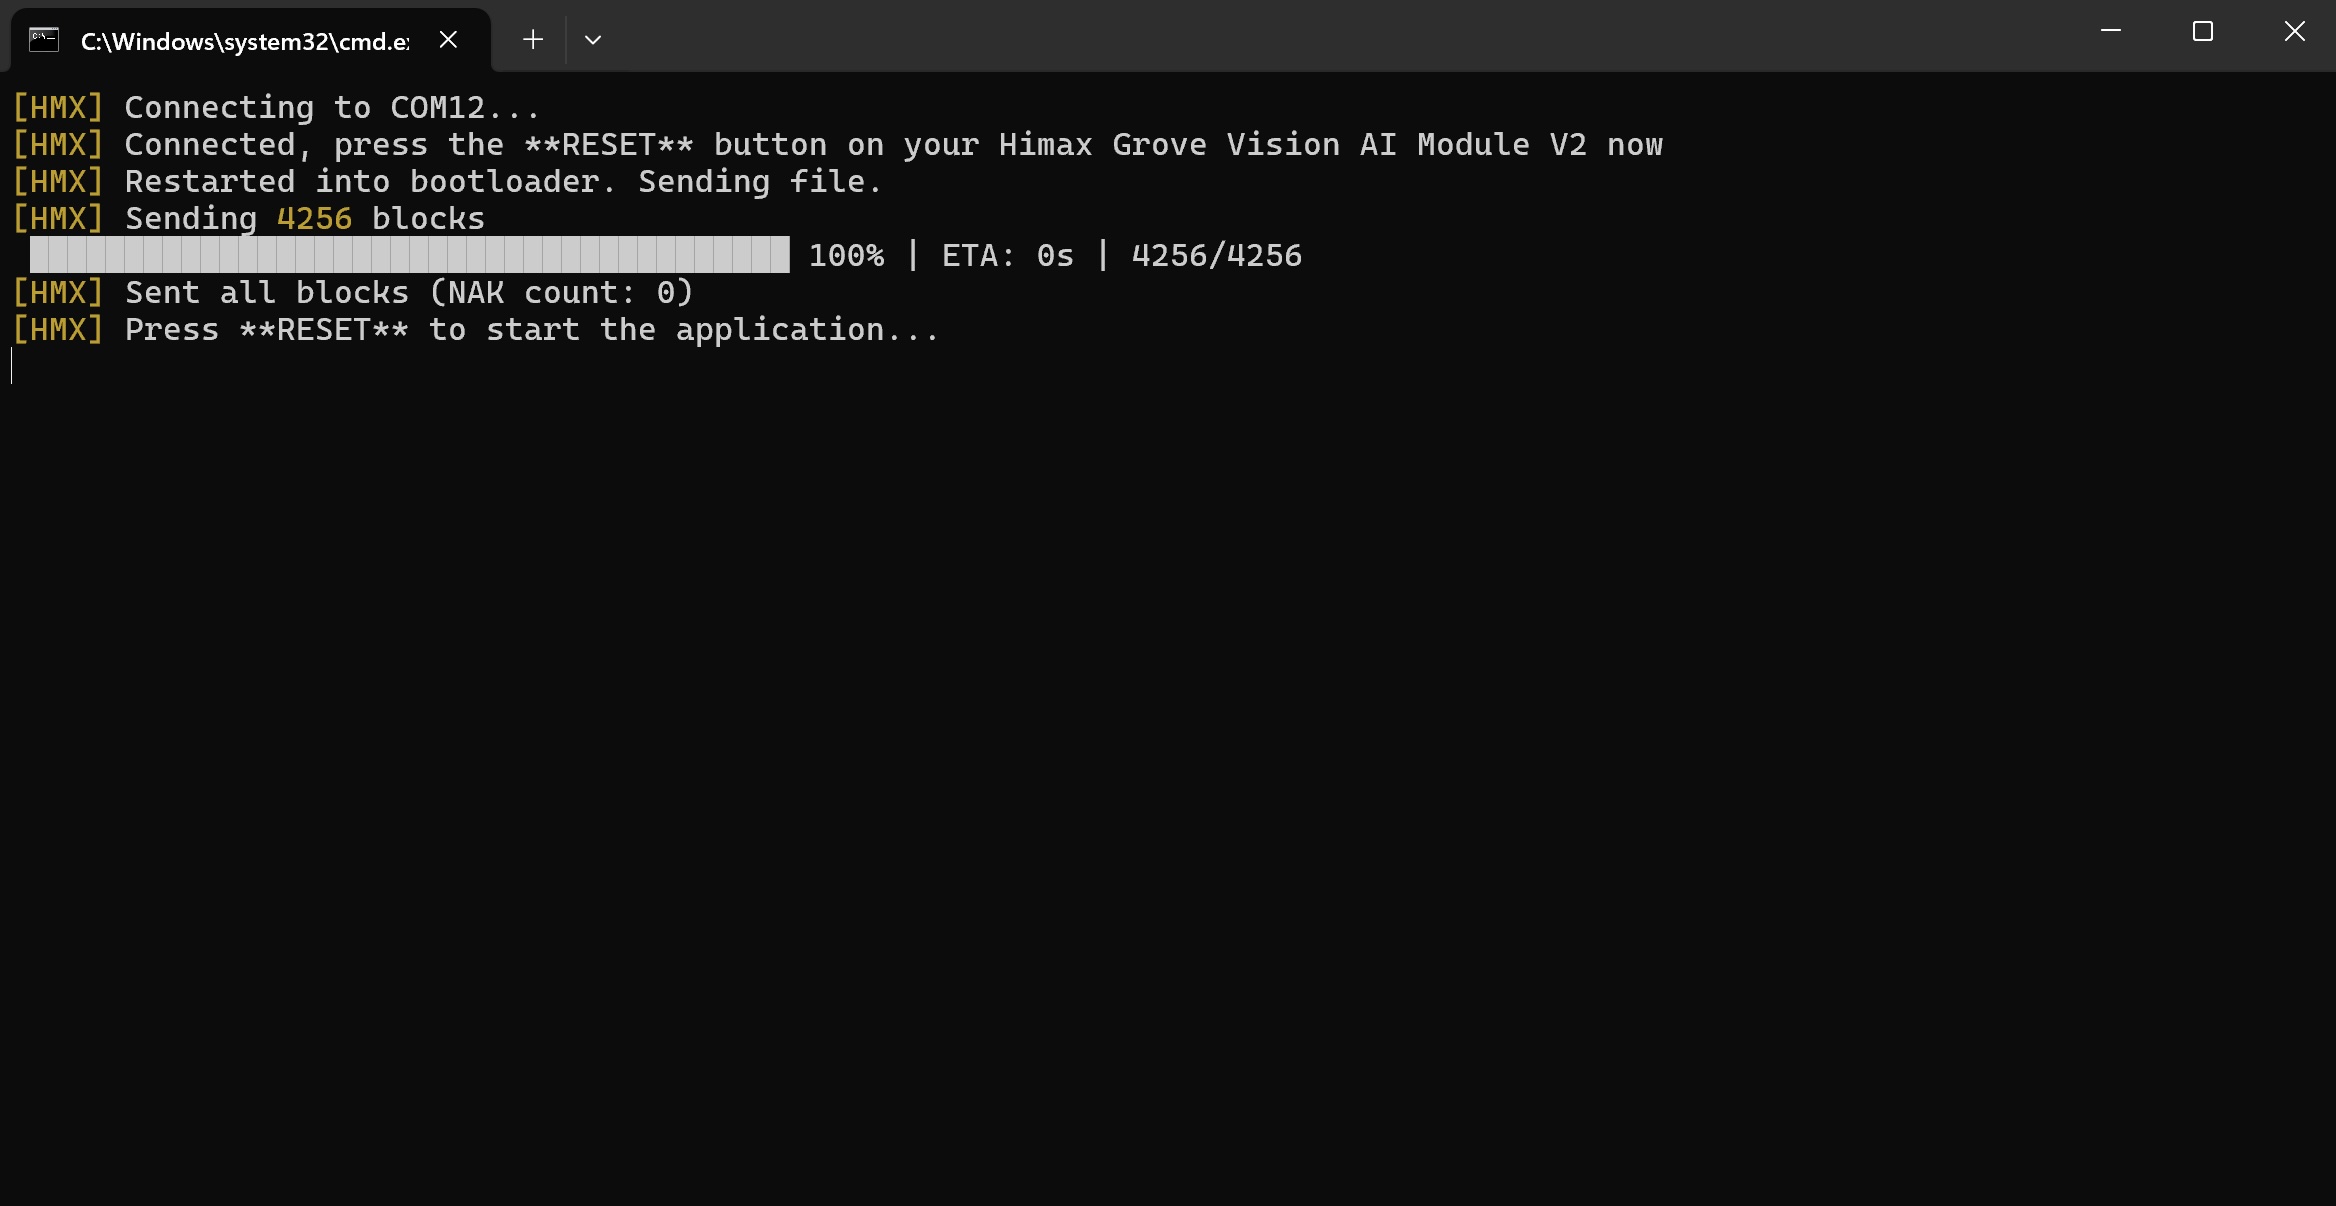 C:\Windows\system32\cmd.e
[HMX] Connecting to COM12...
[HMX] Connected, press the **RESET** button on your Himax Grove Vision AI Module V2 now
[HMX] Restarted into bootloader. Sending file.
[HMX] Sending 4256 blocks
100% | ETA: 0s | 4256/4256
[HMX] Sent all blocks (NAK count: 0)
[HMX] Press **RESET** to start the application...